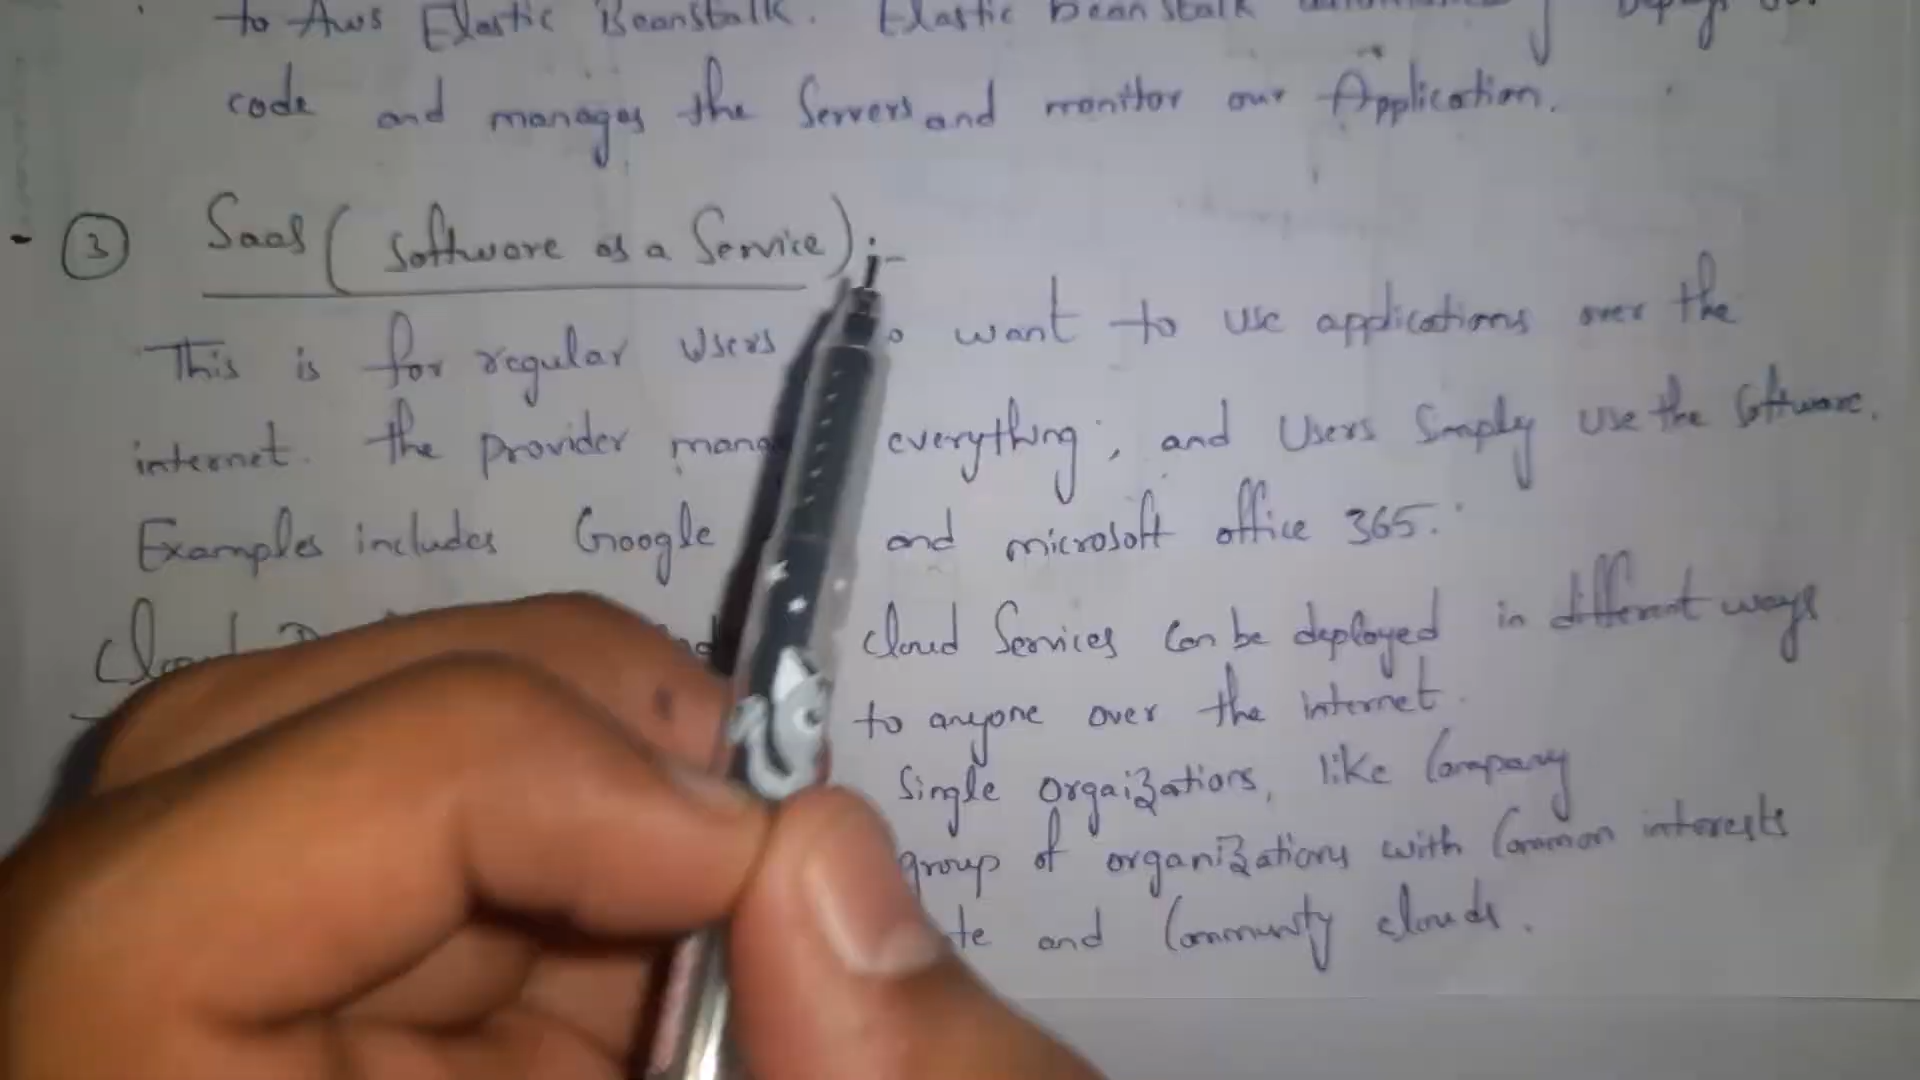 to Aws Elastic Beanstalk. Elastic beanstalk
code and manages the Servers and monitor our Application.
③ Saas (Software as a Service):-
This is for regular users want to use applications over the
internet. the provider everything, and users Simply use the Software.
Examples includes Google and microsoft office 365.
Cloud Services can be deployed in different ways
to anyone over the internet.
Single orgaizations, like Company
group of organizations with Common interests
and Community clouds.